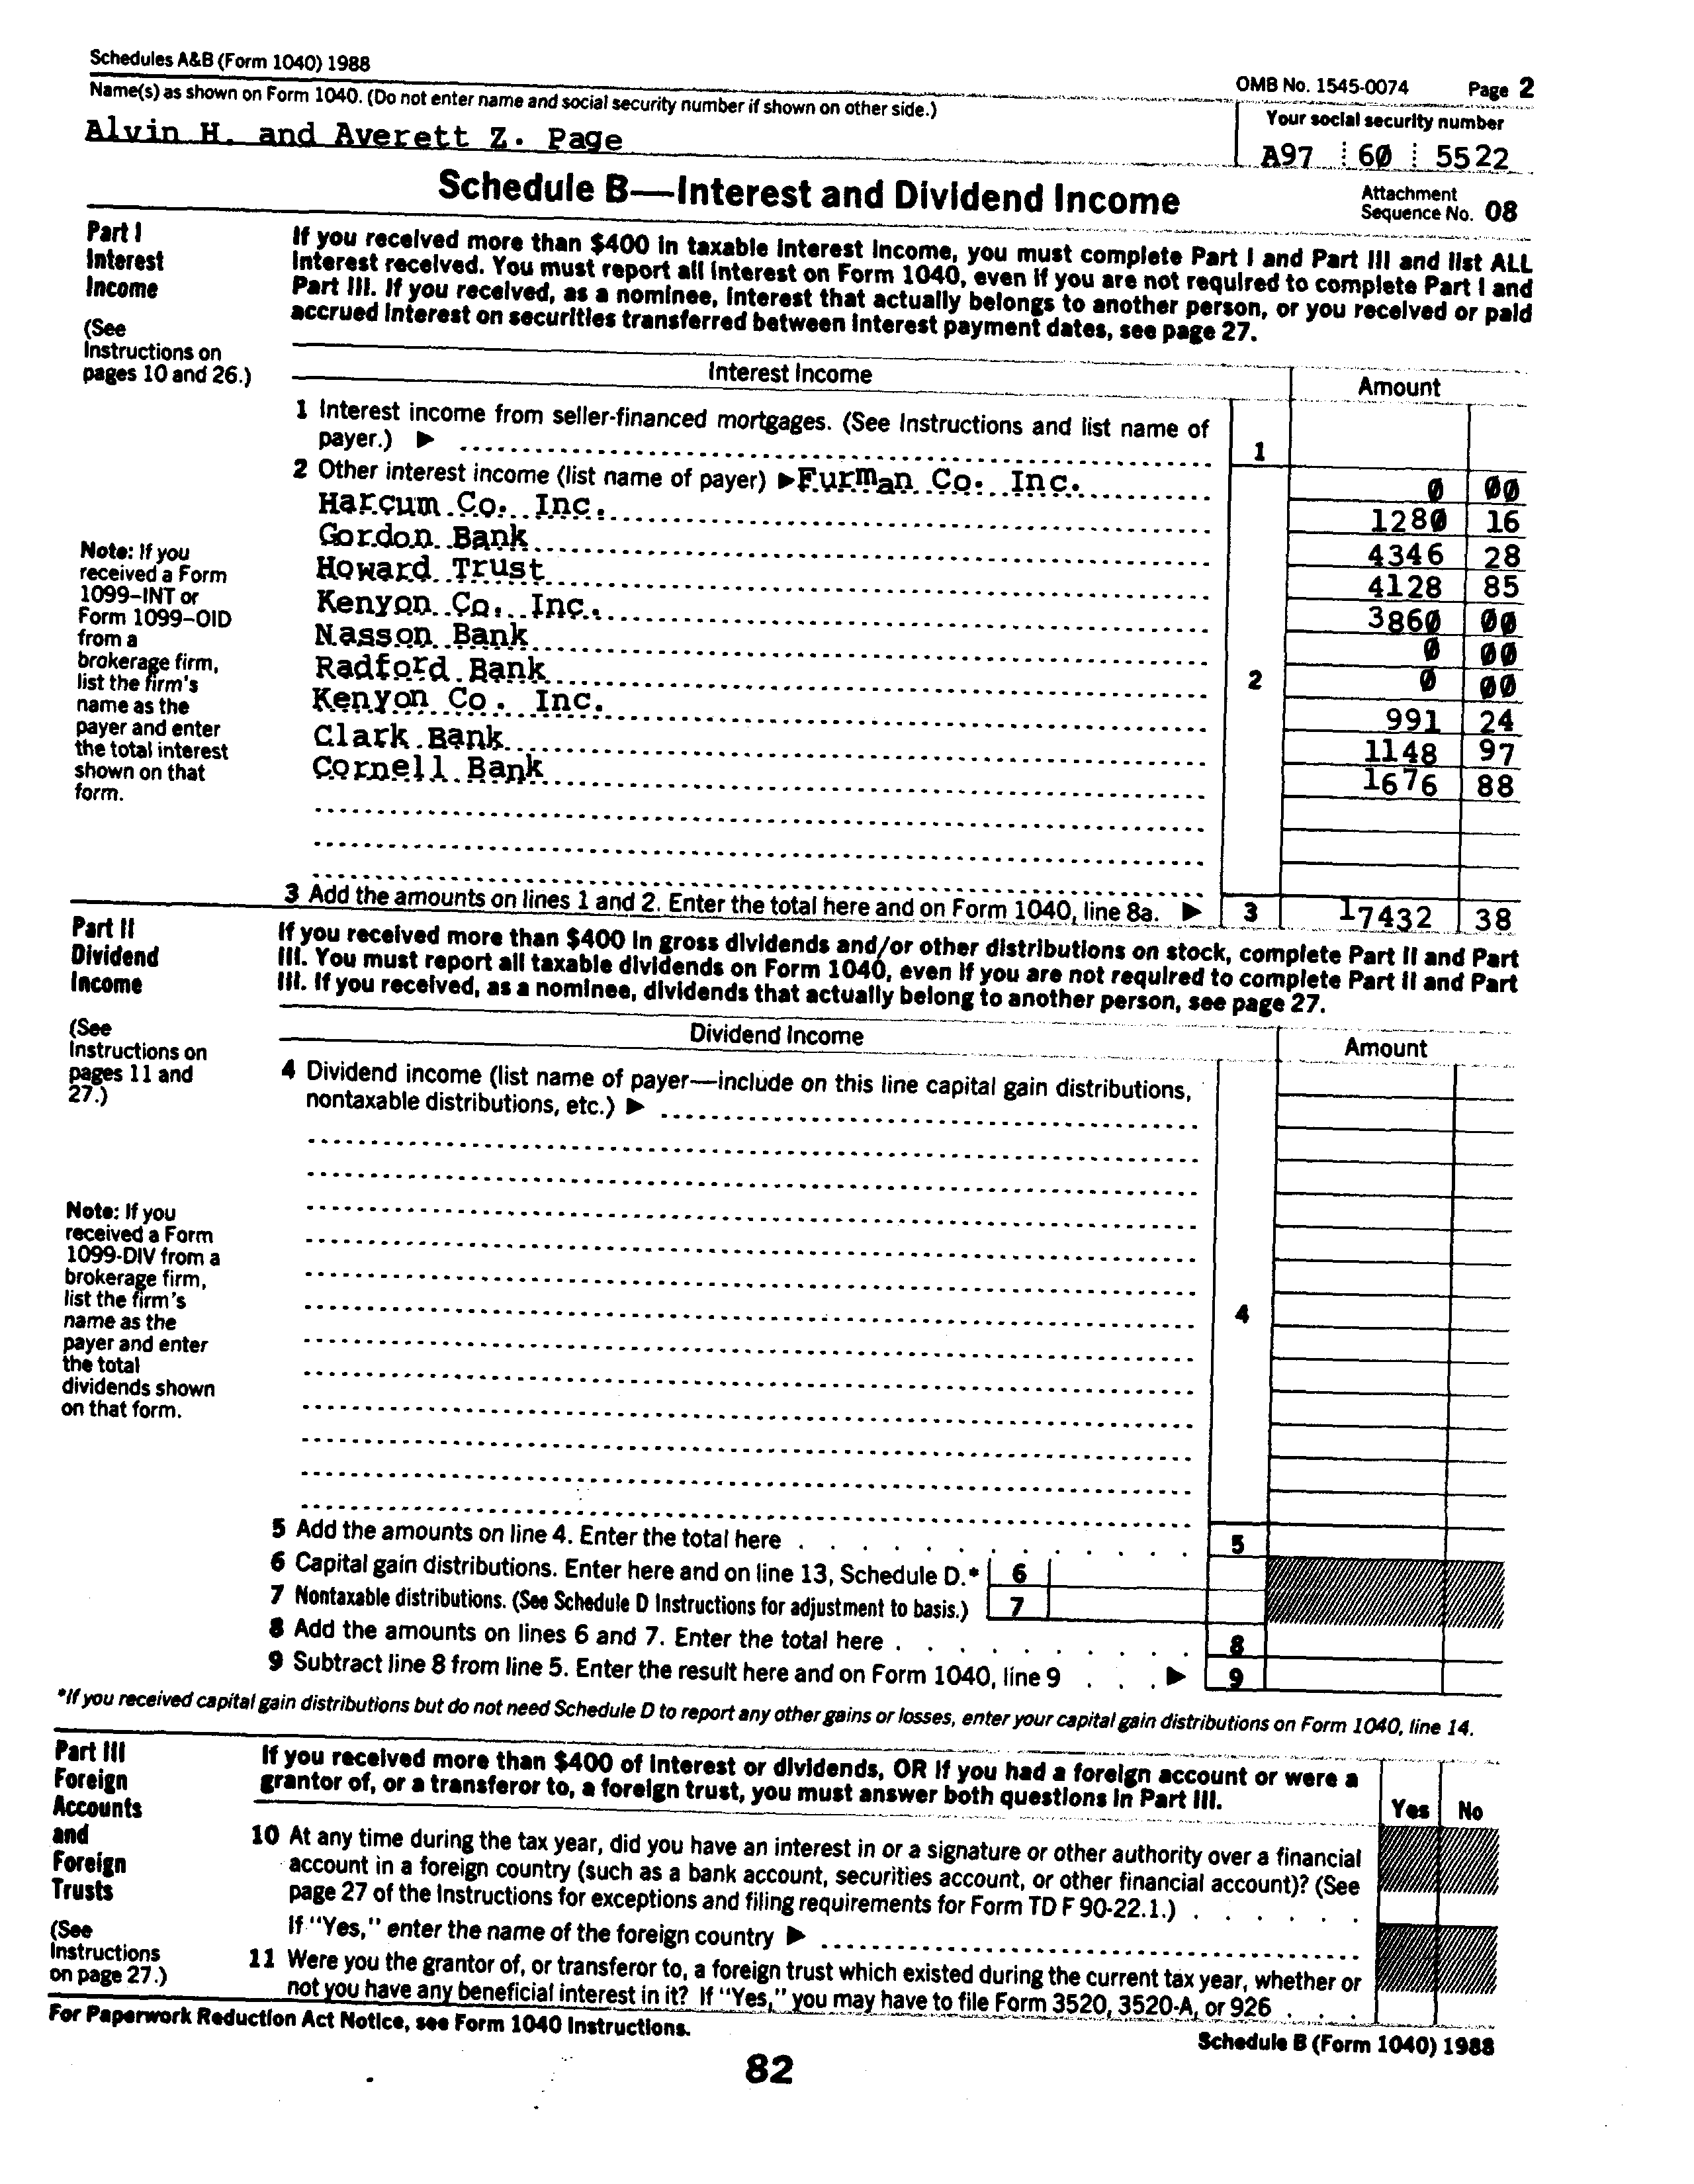 Schedules A&B (Form 1040) 1988
OMB No. 1545-0074 Page 2
Name(s) as shown on Form 1040. (Do not enter name and social security number if shown on other side.)
Your social security number
Alvin H. and Averett Z. Page
A97 60 5522
Schedule B—Interest and Dividend Income
Attachment
Sequence No. 08
Part I
Interest
Income
(See
Instructions on
pages 10 and 26.)
If you received more than $400 in taxable interest income, you must complete Part I and Part III and list ALL
interest received. You must report all interest on Form 1040, even if you are not required to complete Part I and
Part III. If you received, as a nominee, interest that actually belongs to another person, or you received or paid
accrued interest on securities transferred between interest payment dates, see page 27.
Interest Income
Amount
1 Interest income from seller-financed mortgages. (See Instructions and list name of
payer.) ▶
1
2 Other interest income (list name of payer) ▶ Furman Co. Inc. 0 00
Harcum Co. Inc. 1280 16
Gordon Bank 4346 28
Howard Trust 4128 85
Kenyon Co. Inc. 3860 00
Nasson Bank 0 00
Radford Bank 2 0 00
Kenyon Co. Inc. 991 24
Clark Bank 1148 97
Cornell Bank 1676 88
Note: If you
received a Form
1099-INT or
Form 1099-OID
from a
brokerage firm,
list the firm's
name as the
payer and enter
the total interest
shown on that
form.
3 Add the amounts on lines 1 and 2. Enter the total here and on Form 1040, line 8a. ▶ 3 17432 38
Part II
Dividend
Income
(See
Instructions on
pages 11 and
27.)
If you received more than $400 in gross dividends and/or other distributions on stock, complete Part II and Part
III. You must report all taxable dividends on Form 1040, even if you are not required to complete Part II and Part
III. If you received, as a nominee, dividends that actually belong to another person, see page 27.
Dividend Income
Amount
4 Dividend income (list name of payer—include on this line capital gain distributions,
nontaxable distributions, etc.) ▶
4
Note: If you
received a Form
1099-DIV from a
brokerage firm,
list the firm's
name as the
payer and enter
the total
dividends shown
on that form.
5 Add the amounts on line 4. Enter the total here . . . . . . . . . . . . 5
6 Capital gain distributions. Enter here and on line 13, Schedule D.* 6
7 Nontaxable distributions. (See Schedule D Instructions for adjustment to basis.) 7
8 Add the amounts on lines 6 and 7. Enter the total here . . . . . . . . . . 8
9 Subtract line 8 from line 5. Enter the result here and on Form 1040, line 9 . . . ▶ 9
*If you received capital gain distributions but do not need Schedule D to report any other gains or losses, enter your capital gain distributions on Form 1040, line 14.
Part III
Foreign
Accounts
and
Foreign
Trusts
(See
Instructions
on page 27.)
If you received more than $400 of interest or dividends, OR if you had a foreign account or were a
grantor of, or a transferor to, a foreign trust, you must answer both questions in Part III.
Yes No
10 At any time during the tax year, did you have an interest in or a signature or other authority over a financial
account in a foreign country (such as a bank account, securities account, or other financial account)? (See
page 27 of the Instructions for exceptions and filing requirements for Form TD F 90-22.1.) . . . . . .
If "Yes," enter the name of the foreign country ▶
11 Were you the grantor of, or transferor to, a foreign trust which existed during the current tax year, whether or
not you have any beneficial interest in it? If "Yes," you may have to file Form 3520, 3520-A, or 926 . . .
For Paperwork Reduction Act Notice, see Form 1040 Instructions.
Schedule B (Form 1040) 1988
82